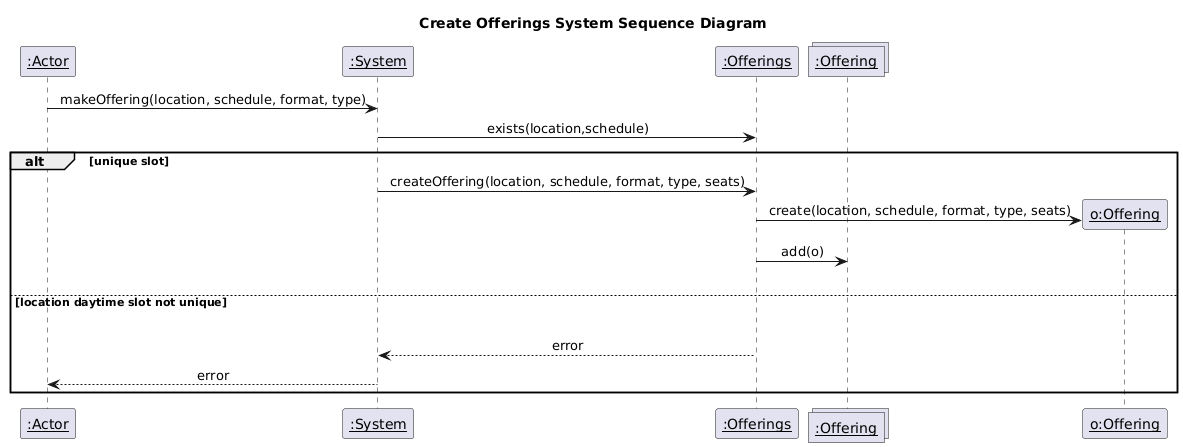 Create Offerings System Sequence Diagram
:Actor
:System
:Offerings
:Offering
makeOffering(location, schedule, format, type)
exists(location,schedule)
alt
[unique slot]
createOffering(location, schedule, format, type, seats)
create(location, schedule, format, type, seats)
o:Offering
add(o)
[location daytime slot not unique]
error
error
:Actor
:System
:Offerings
:Offering
o:Offering